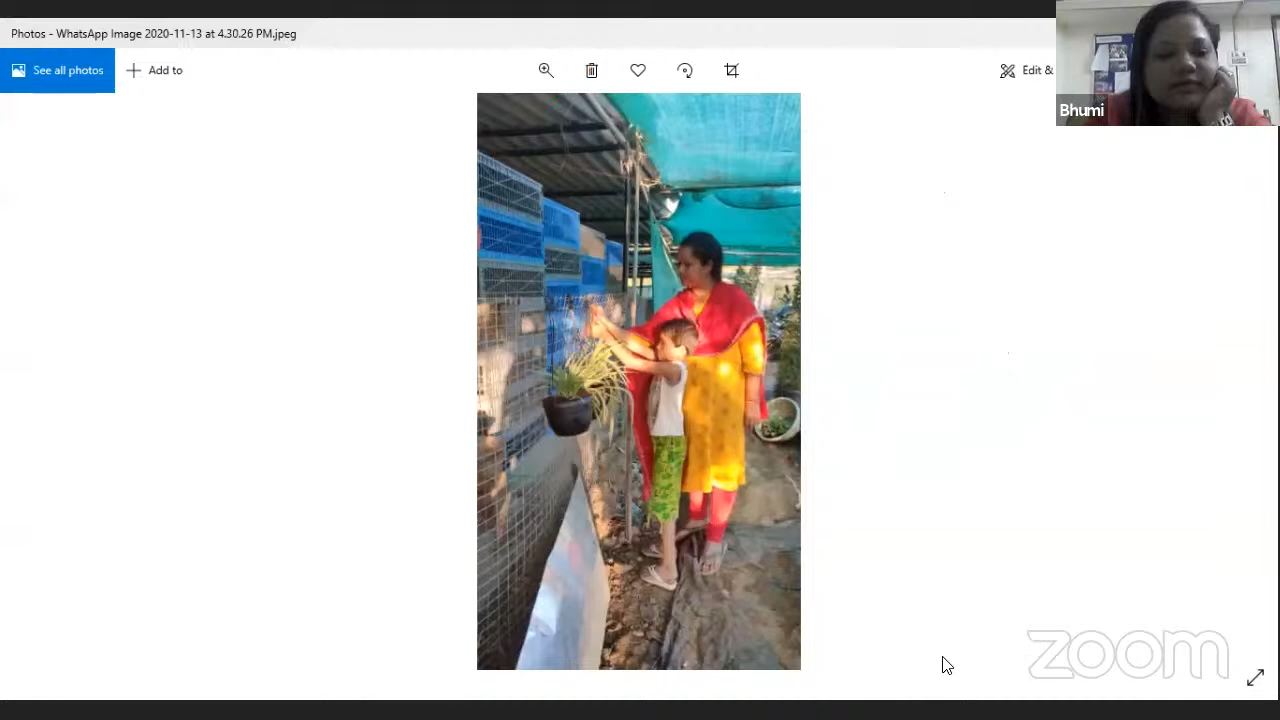 Photos - WhatsApp Image 2020-11-13 at 4.30.26 PM.jpeg
See all photos
Add to
Edit &
Bhumi
zoom